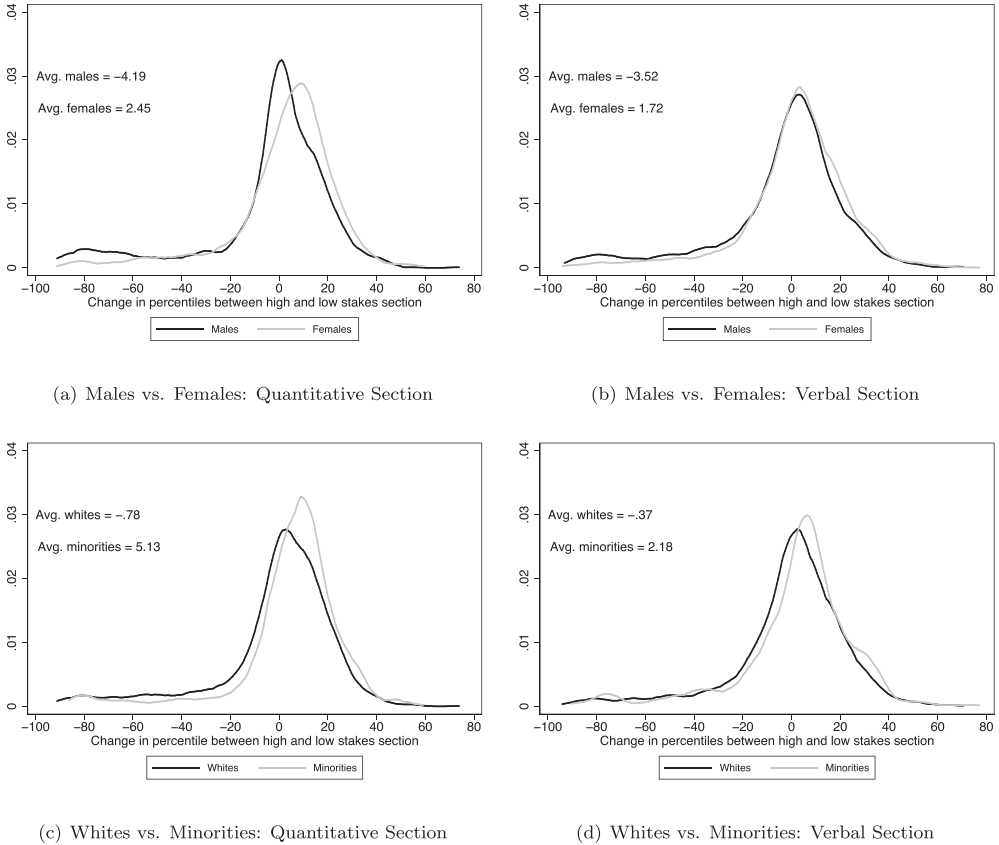 .04
.03
.02
.01
0
Avg. males = −4.19
Avg. females = 2.45
−100 −80 −60 −40 −20 0 20 40 60 80
Change in percentiles between high and low stakes section
Males Females
(a) Males vs. Females: Quantitative Section
.04
.03
.02
.01
0
Avg. males = −3.52
Avg. females = 1.72
−100 −80 −60 −40 −20 0 20 40 60 80
Change in percentiles between high and low stakes section
Males Females
(b) Males vs. Females: Verbal Section
.04
.03
.02
.01
0
Avg. whites = −.78
Avg. minorities = 5.13
−100 −80 −60 −40 −20 0 20 40 60 80
Change in percentile between high and low stakes section
Whites Minorities
(c) Whites vs. Minorities: Quantitative Section
.04
.03
.02
.01
0
Avg. whites = −.37
Avg. minorities = 2.18
−100 −80 −60 −40 −20 0 20 40 60 80
Change in percentiles between high and low stakes section
Whites Minorities
(d) Whites vs. Minorities: Verbal Section